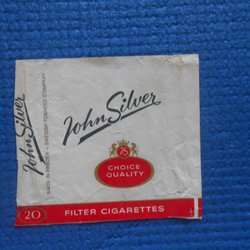 John Silver
MADE IN SWEDEN - SWEDISH TOBACCO COMPANY
John Silver
CHOICE
QUALITY
20
FILTER CIGARETTES